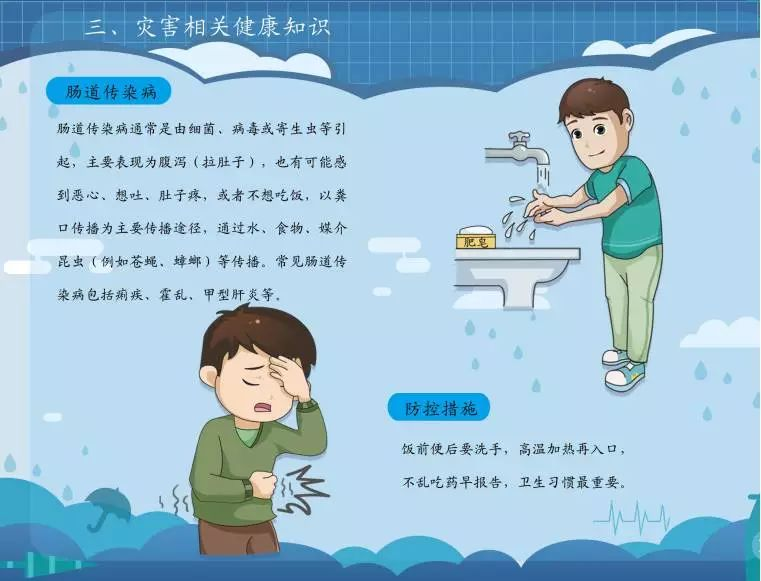 三、灾害相关健康知识
肠道传染病
肠道传染病通常是由细菌、病毒或寄生虫等引
起，主要表现为腹泻（拉肚子），也有可能感
到恶心、想吐、肚子疼，或者不想吃饭，以粪
口传播为主要传播途径，通过水、食物、媒介
昆虫（例如苍蝇、蟑螂）等传播。常见肠道传
染病包括痢疾、霍乱、甲型肝炎等。
肥皂
防控措施
饭前便后要洗手，高温加热再入口，
不乱吃药早报告，卫生习惯最重要。